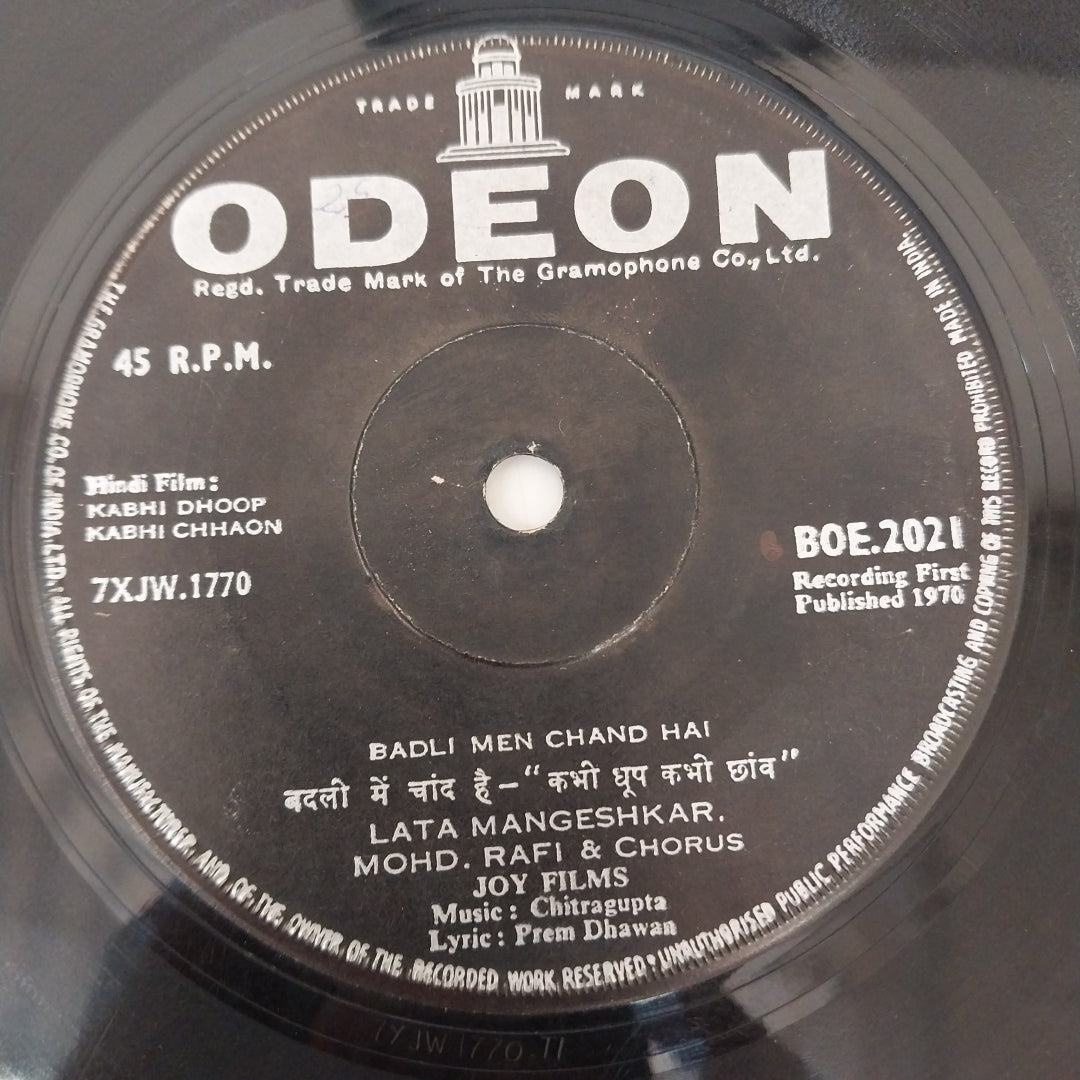 TRADE MARK
ODEON
Regd. Trade Mark of The Gramophone Co., Ltd.
45 R.P.M.
Hindi Film:
KABHI DHOOP
KABHI CHHAON
7XJW.1770
BOE.2021
Recording First
Published 1970
BADLI MEN CHAND HAI
बदली में चांद है – “कभी धूप कभी छांव”
LATA MANGESHKAR,
MOHD. RAFI & CHORUS
JOY FILMS
Music : Chitragupta
Lyric : Prem Dhawan
THE GRAMOPHONE CO. OF INDIA LTD. ALL RIGHTS OF THE MANUFACTURER AND OF THE OWNER OF THE RECORDED WORK RESERVED • UNAUTHORISED PUBLIC PERFORMANCE BROADCASTING AND COPYING OF THIS RECORD PROHIBITED MADE IN INDIA.
7XJW 1770